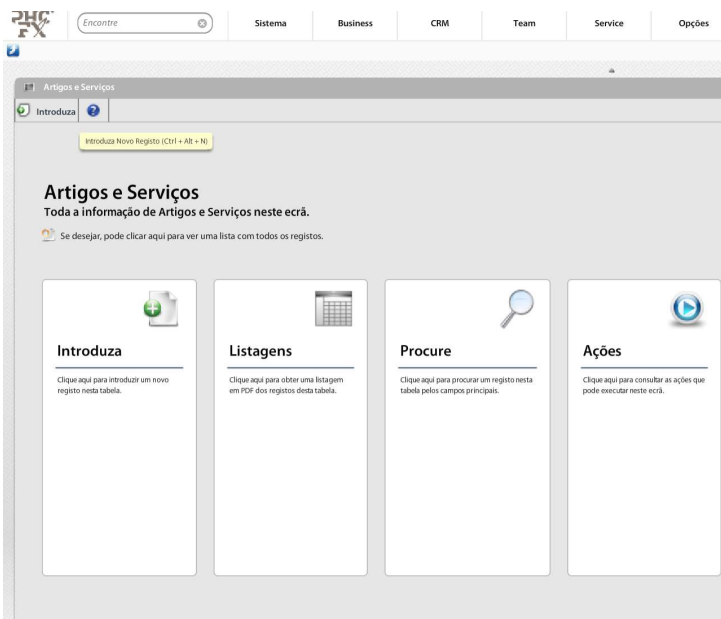 PHC FX
Encontre
Sistema
Business
CRM
Team
Service
Opções
Artigos e Serviços
Introduza
Introduza Novo Registo (Ctrl + Alt + N)
Artigos e Serviços
Toda a informação de Artigos e Serviços neste ecrã.
Se desejar, pode clicar aqui para ver uma lista com todos os registos.
Introduza
Clique aqui para introduzir um novo
registo nesta tabela.
Listagens
Clique aqui para obter uma listagem
em PDF dos registos desta tabela.
Procure
Clique aqui para procurar um registo nesta
tabela pelos campos principais.
Ações
Clique aqui para consultar as ações que
pode executar neste ecrã.